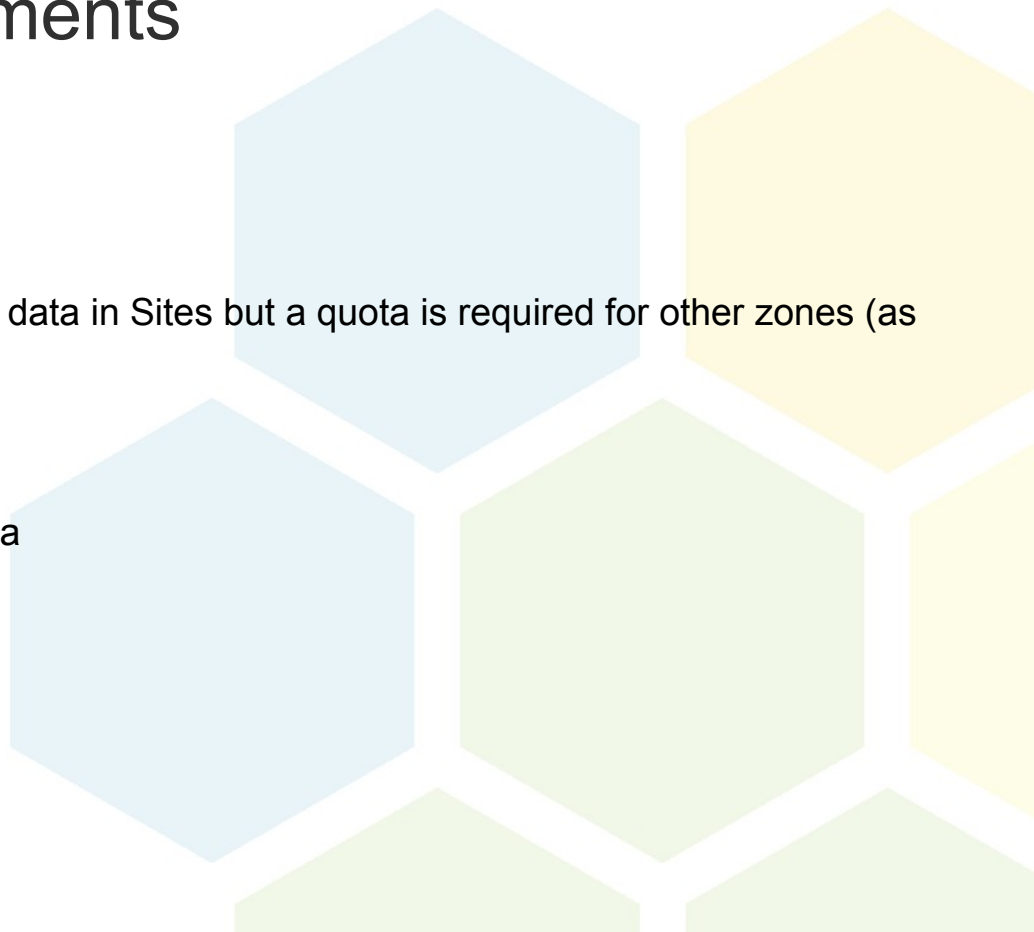 ments
data in Sites but a quota is required for other zones (as
a